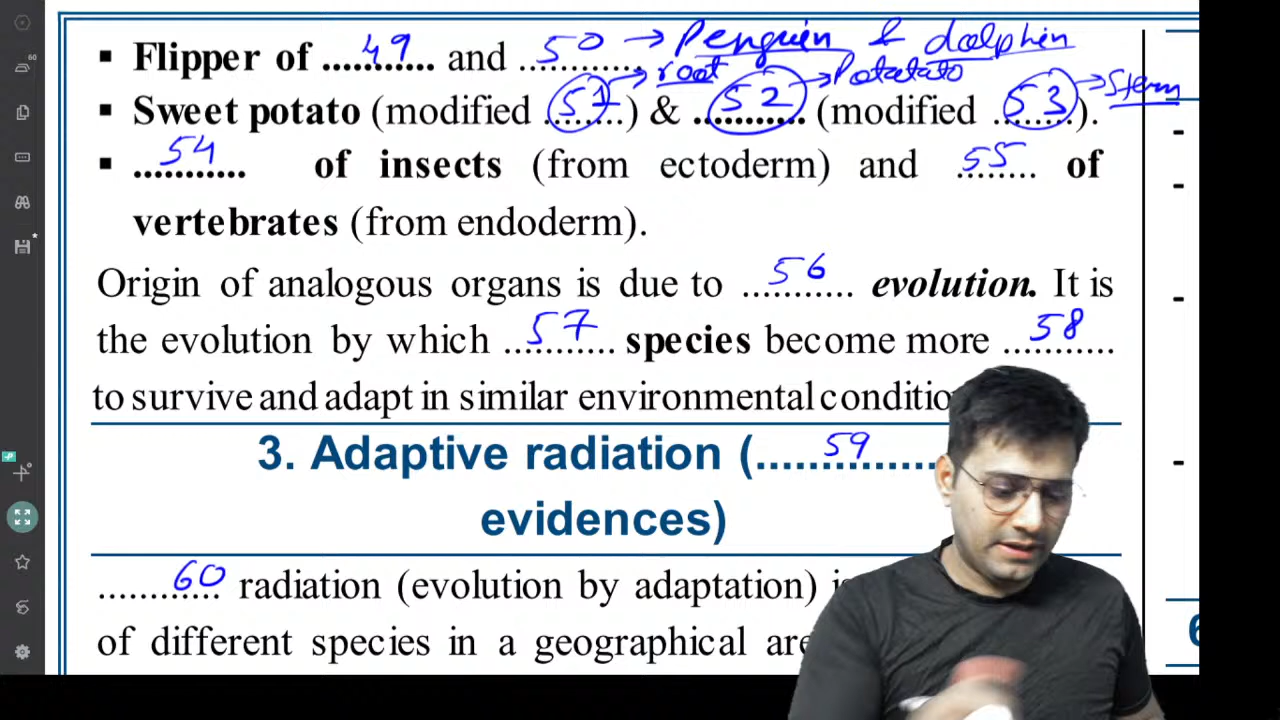 ▪ Flipper of ....49.... and ..50.... → Penguin & dolphin
▪ Sweet potato (modified ..51....) → root & ..52.... → Potatato (modified ..53....). → Stem
▪ ...54... of insects (from ectoderm) and ..55.. of
vertebrates (from endoderm).
Origin of analogous organs is due to ...56... evolution. It is
the evolution by which ...57... species become more ...58...
to survive and adapt in similar environmental conditio
3. Adaptive radiation (......59......
evidences)
......60.. radiation (evolution by adaptation) i
of different species in a geographical are
60
6